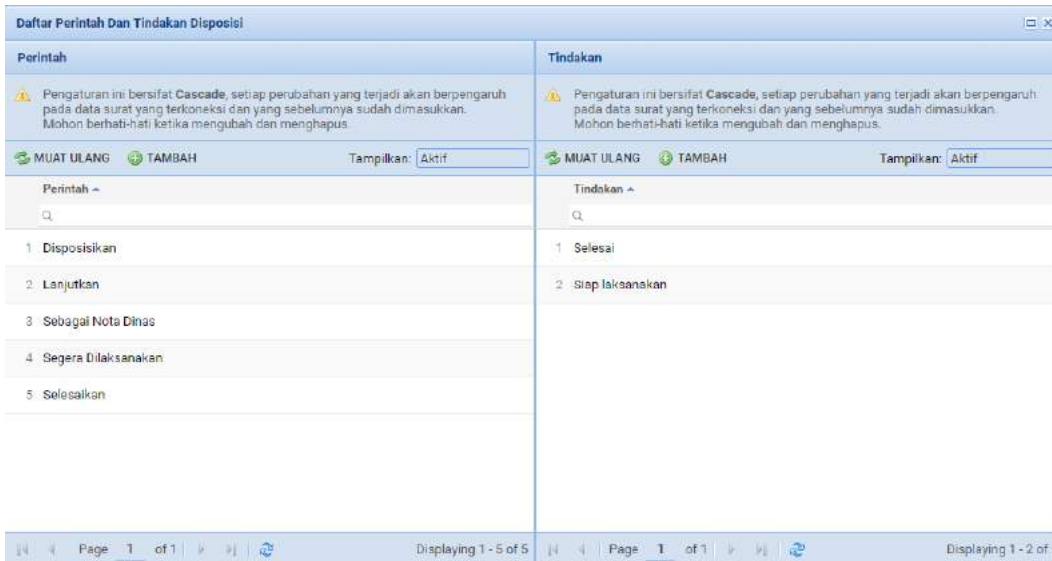 Daftar Perintah Dan Tindakan Disposisi
Perintah
Pengaturan ini bersifat Cascade, setiap perubahan yang terjadi akan berpengaruh
pada data surat yang terkoneksi dan yang sebelumnya sudah dimasukkan.
Mohon berhati-hati ketika mengubah dan menghapus.
MUAT ULANG TAMBAH Tampilkan: Aktif
Perintah
1 Disposisikan
2 Lanjutkan
3 Sebagai Nota Dinas
4 Segera Dilaksanakan
5 Selesaikan
Page 1 of 1 Displaying 1 - 5 of 5
Tindakan
Pengaturan ini bersifat Cascade, setiap perubahan yang terjadi akan berpengaruh
pada data surat yang terkoneksi dan yang sebelumnya sudah dimasukkan.
Mohon berhati-hati ketika mengubah dan menghapus.
MUAT ULANG TAMBAH Tampilkan: Aktif
Tindakan
1 Selesai
2 Siap laksanakan
Page 1 of 1 Displaying 1 - 2 of